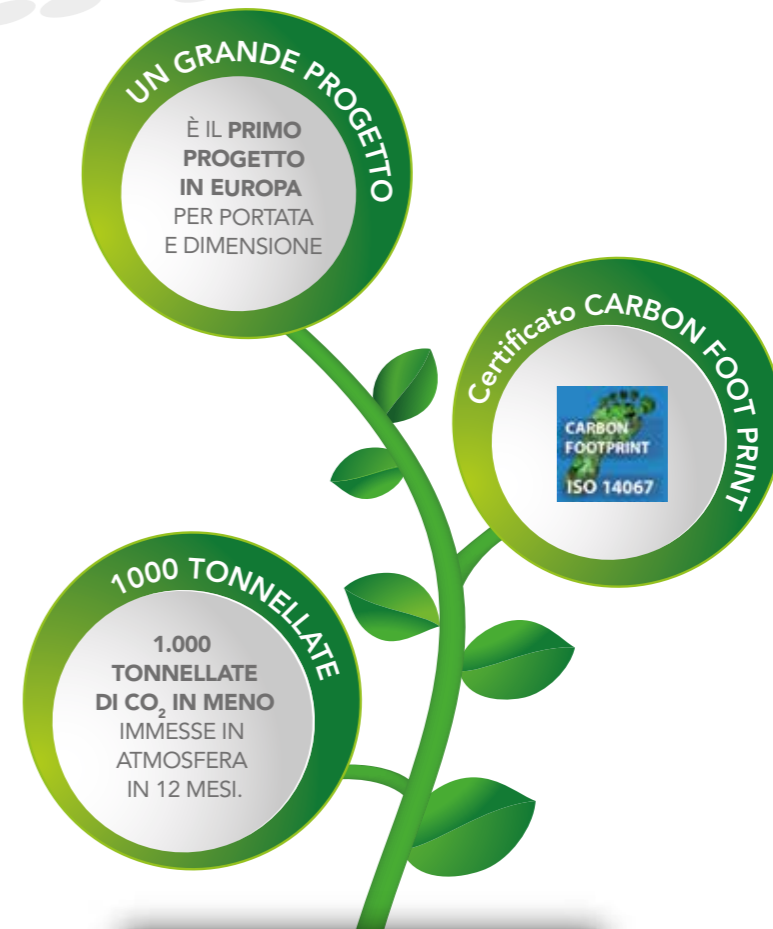 UN GRANDE PROGETTO
È IL PRIMO
PROGETTO
IN EUROPA
PER PORTATA
E DIMENSIONE
Certificato CARBON FOOT PRINT
CARBON
FOOTPRINT
ISO 14067
1000 TONNELLATE
1.000
TONNELLATE
DI CO₂ IN MENO
IMMESSE IN
ATMOSFERA
IN 12 MESI.